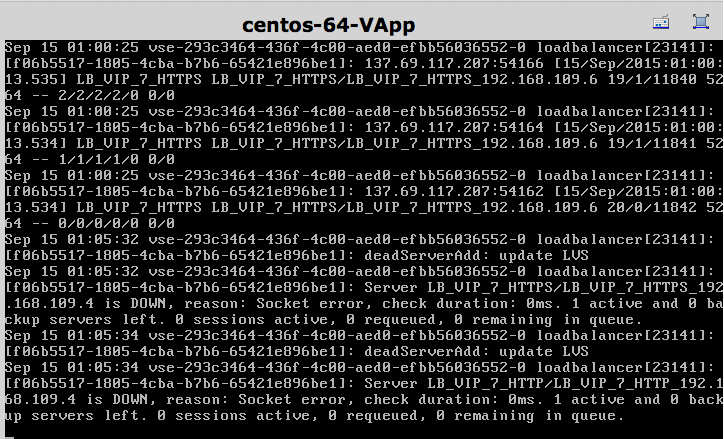 centos-64-VApp
Sep 15 01:00:25 vse-293c3464-436f-4c00-aed0-efbb56036552-0 loadbalancer[23141]:
[f06b5517-1805-4cba-b7b6-65421e896be1]: 137.69.117.207:54166 [15/Sep/2015:01:00:
13.535] LB_VIP_7_HTTPS LB_VIP_7_HTTPS/LB_VIP_7_HTTPS_192.168.109.6 19/1/11840 52
64 -- 2/2/2/2/0 0/0
Sep 15 01:00:25 vse-293c3464-436f-4c00-aed0-efbb56036552-0 loadbalancer[23141]:
[f06b5517-1805-4cba-b7b6-65421e896be1]: 137.69.117.207:54164 [15/Sep/2015:01:00:
13.534] LB_VIP_7_HTTPS LB_VIP_7_HTTPS/LB_VIP_7_HTTPS_192.168.109.6 19/1/11841 52
64 -- 1/1/1/1/0 0/0
Sep 15 01:00:25 vse-293c3464-436f-4c00-aed0-efbb56036552-0 loadbalancer[23141]:
[f06b5517-1805-4cba-b7b6-65421e896be1]: 137.69.117.207:54162 [15/Sep/2015:01:00:
13.534] LB_VIP_7_HTTPS LB_VIP_7_HTTPS/LB_VIP_7_HTTPS_192.168.109.6 20/0/11842 52
64 -- 0/0/0/0/0 0/0
Sep 15 01:05:32 vse-293c3464-436f-4c00-aed0-efbb56036552-0 loadbalancer[23141]:
[f06b5517-1805-4cba-b7b6-65421e896be1]: deadServerAdd: update LVS
Sep 15 01:05:32 vse-293c3464-436f-4c00-aed0-efbb56036552-0 loadbalancer[23141]:
[f06b5517-1805-4cba-b7b6-65421e896be1]: Server LB_VIP_7_HTTPS/LB_VIP_7_HTTPS_192
.168.109.4 is DOWN, reason: Socket error, check duration: 0ms. 1 active and 0 ba
ckup servers left. 0 sessions active, 0 requeued, 0 remaining in queue.
Sep 15 01:05:34 vse-293c3464-436f-4c00-aed0-efbb56036552-0 loadbalancer[23141]:
[f06b5517-1805-4cba-b7b6-65421e896be1]: deadServerAdd: update LVS
Sep 15 01:05:34 vse-293c3464-436f-4c00-aed0-efbb56036552-0 loadbalancer[23141]:
[f06b5517-1805-4cba-b7b6-65421e896be1]: Server LB_VIP_7_HTTP/LB_VIP_7_HTTP_192.1
68.109.4 is DOWN, reason: Socket error, check duration: 0ms. 1 active and 0 back
up servers left. 0 sessions active, 0 requeued, 0 remaining in queue.